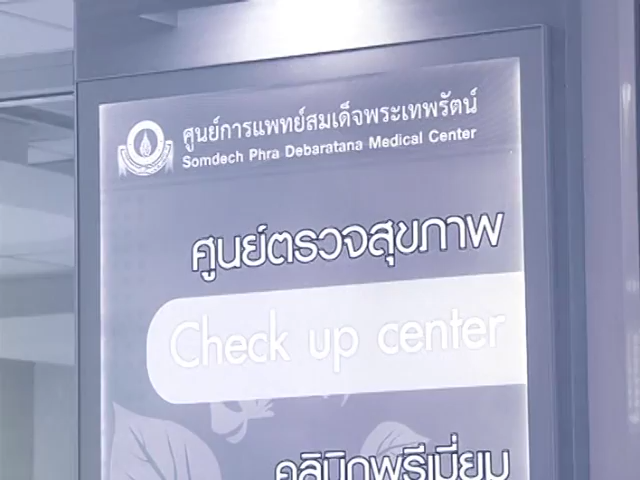 ศูนย์การแพทย์สมเด็จพระเทพรัตน์
Somdech Phra Debaratana Medical Center
ศูนย์ตรวจสุขภาพ
Check up center
คลินิกพรีเมี่ยม